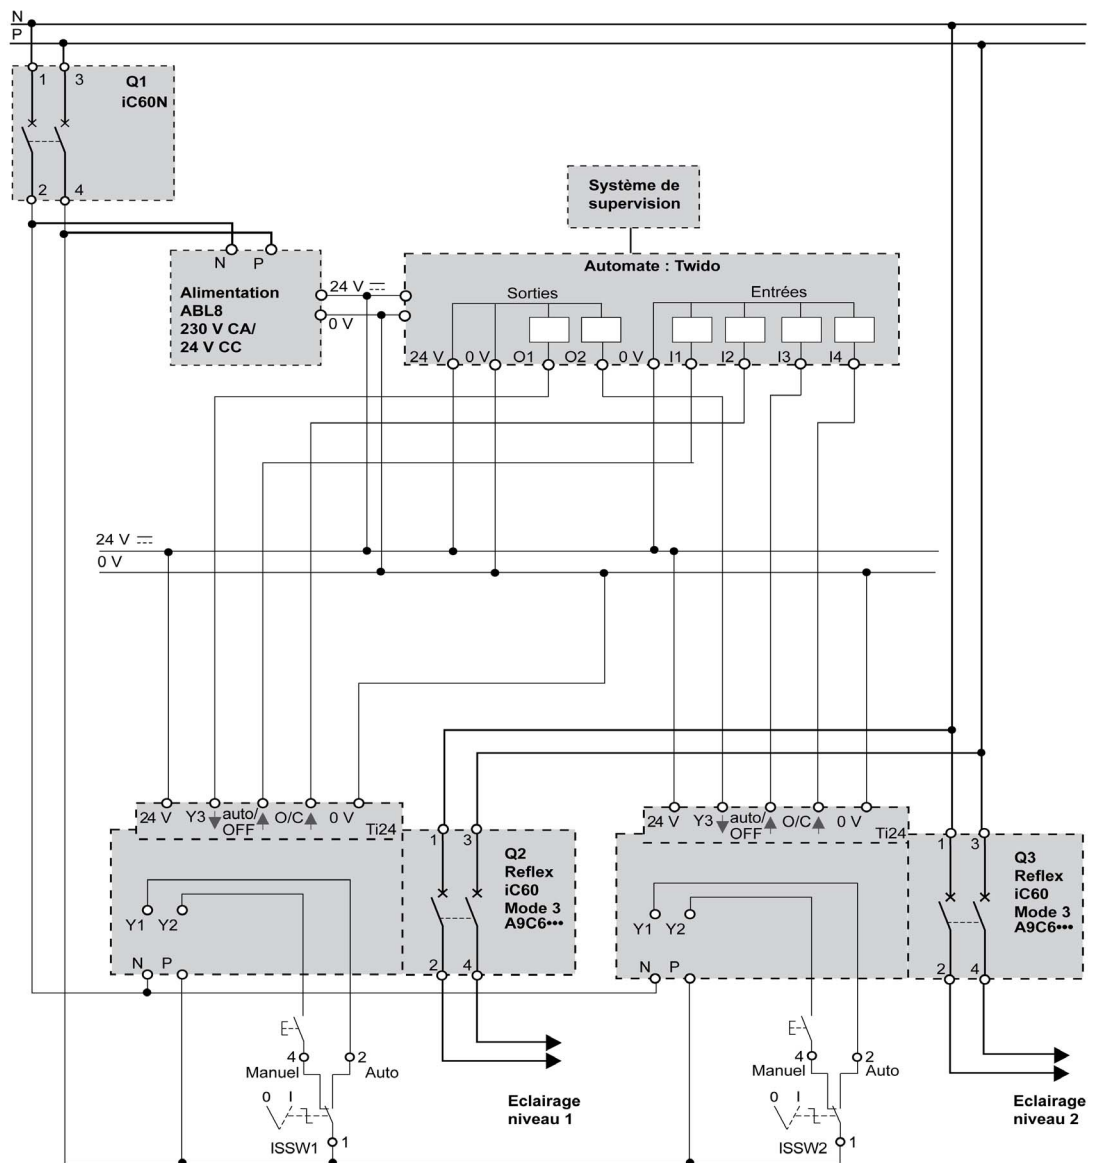 N
P
1
3
Q1
iC60N
2
4
Système de
supervision
N
P
Alimentation
ABL8
230 V CA/
24 V CC
24 V
0 V
Automate : Twido
Sorties
Entrées
24 V
0 V
O1
O2
0 V
I1
I2
I3
I4
24 V
0 V
24 V
Y3
auto/
OFF
O/C
0 V
Ti24
1
3
Q2
Reflex
iC60
Mode 3
A9C6•••
Y1
Y2
N
P
2
4
4
2
Manuel
Auto
0
I
ISSW1
1
Eclairage
niveau 1
24 V
Y3
auto/
OFF
O/C
0 V
Ti24
1
3
Q3
Reflex
iC60
Mode 3
A9C6•••
Y1
Y2
N
P
2
4
4
2
Manuel
Auto
0
I
ISSW2
1
Eclairage
niveau 2